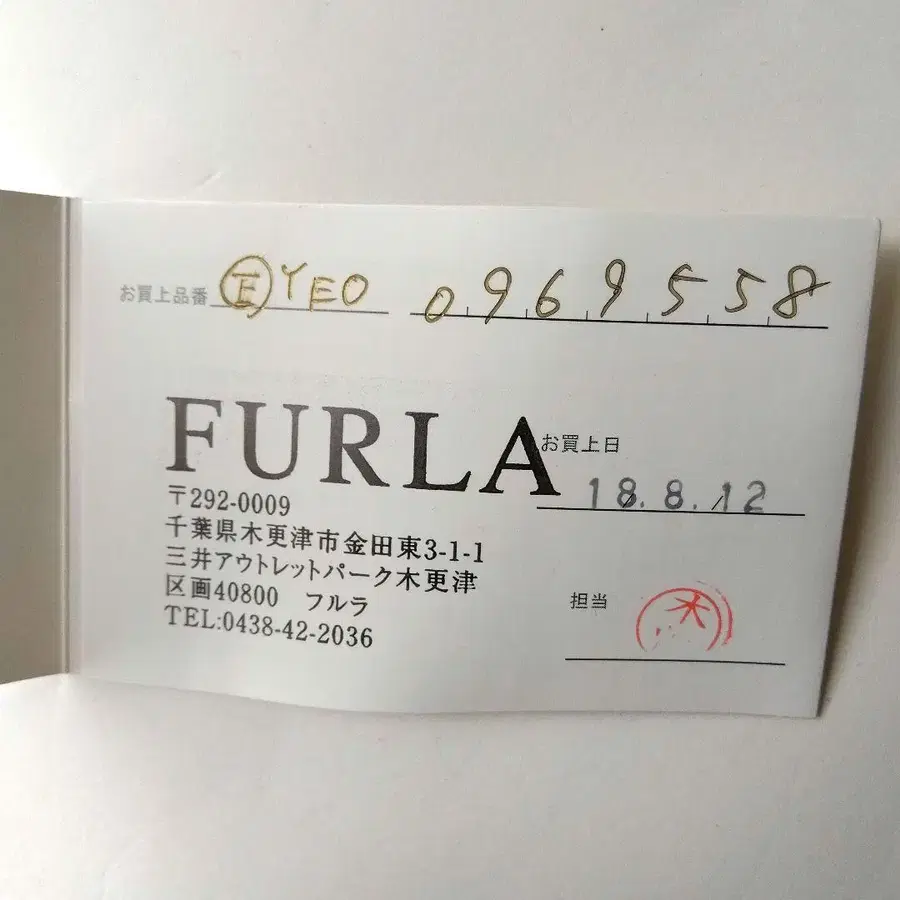 お買上品番 Ⓔ YEO 0969558
FURLA
お買上日
18.8.12
〒292-0009
千葉県木更津市金田東3-1-1
三井アウトレットパーク木更津
区画40800 フルラ
TEL:0438-42-2036
担当